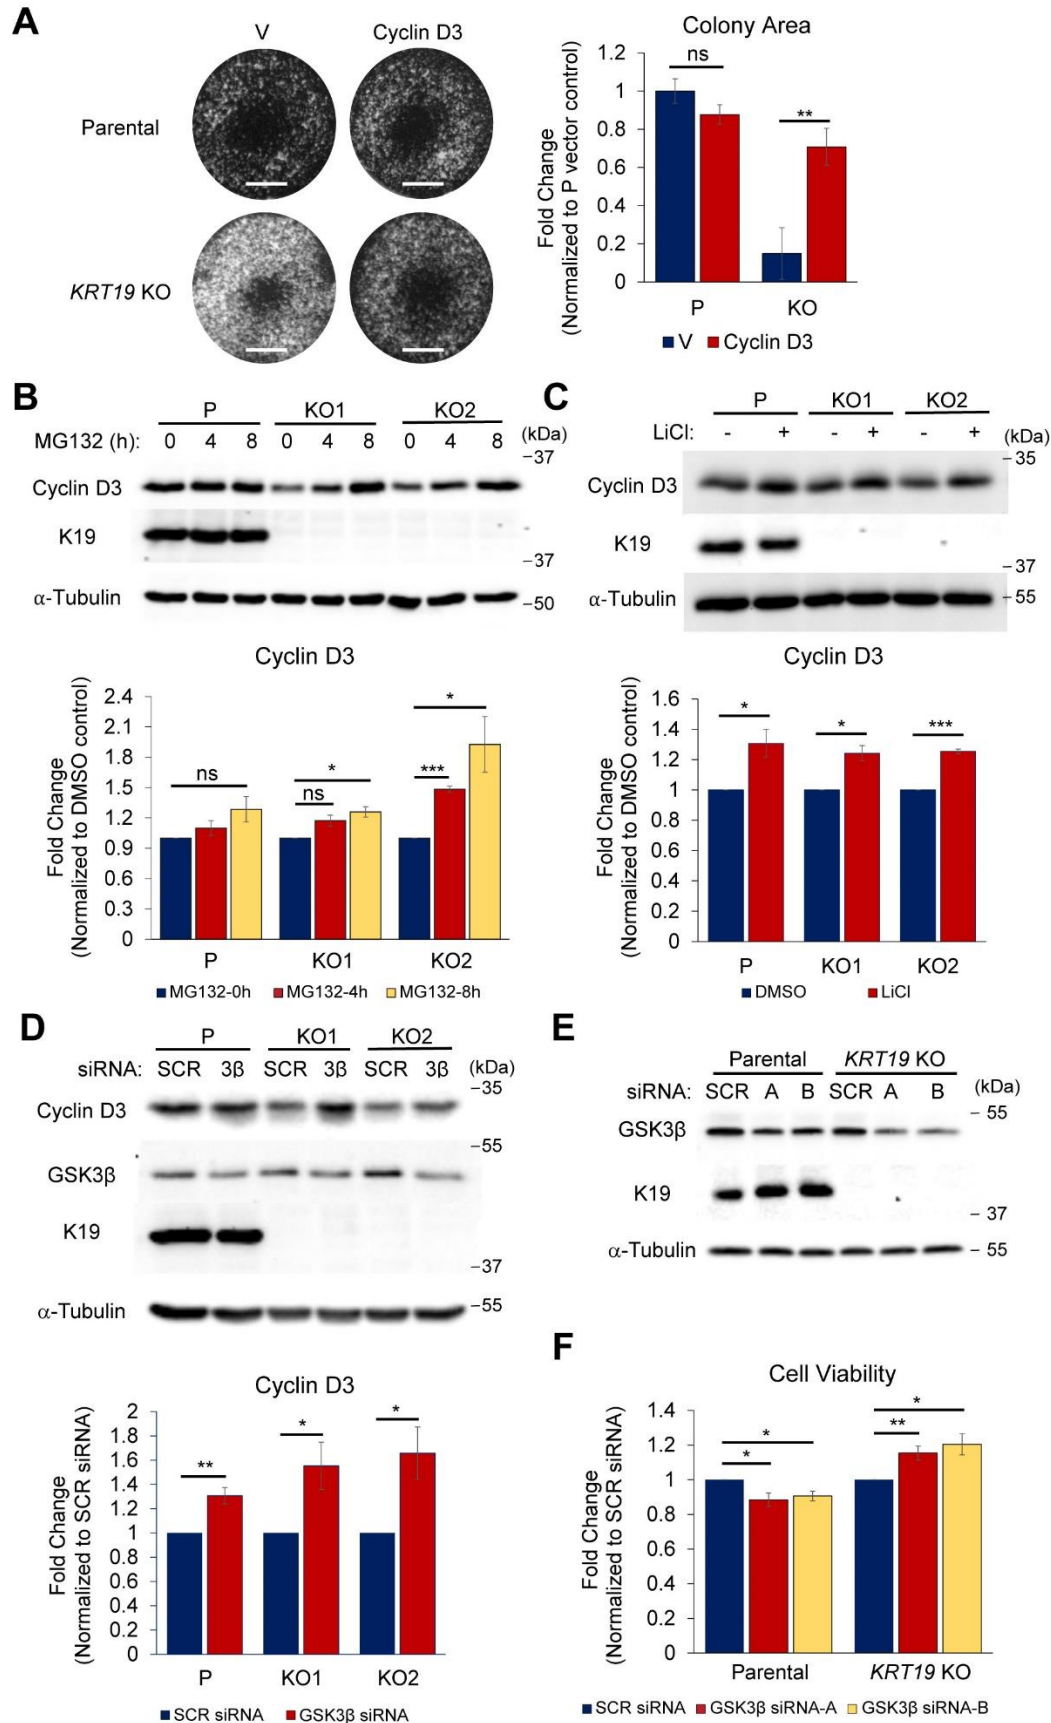 A
V Cyclin D3
Parental
KRT19 KO
Colony Area
Fold Change
(Normalized to P vector control)
1.2
1
0.8
0.6
0.4
0.2
0
ns
**
P KO
V Cyclin D3
B
P KO1 KO2
MG132 (h): 0 4 8 0 4 8 0 4 8 (kDa)
Cyclin D3
K19
α-Tubulin
–37
–37
–50
Cyclin D3
Fold Change
(Normalized to DMSO control)
2.4
2.1
1.8
1.5
1.2
0.9
0.6
0.3
0
ns
ns
*
***
*
P KO1 KO2
MG132-0h MG132-4h MG132-8h
C
P KO1 KO2
LiCl: - + - + - + (kDa)
Cyclin D3
K19
α-Tubulin
– 35
–37
– 55
Cyclin D3
Fold Change
(Normalized to DMSO control)
1.6
1.4
1.2
1
0.8
0.6
0.4
0.2
0
*
*
***
P KO1 KO2
DMSO LiCl
D
P KO1 KO2
siRNA: SCR 3β SCR 3β SCR 3β (kDa)
Cyclin D3
GSK3β
K19
α-Tubulin
–35
–55
–37
–55
Cyclin D3
Fold Change
(Normalized to SCR siRNA)
2
1.8
1.6
1.4
1.2
1
0.8
0.6
0.4
0.2
0
**
*
*
P KO1 KO2
SCR siRNA GSK3β siRNA
E
Parental KRT19 KO
siRNA: SCR A B SCR A B (kDa)
GSK3β
K19
α-Tubulin
– 55
– 37
– 55
F
Cell Viability
Fold Change
(Normalized to SCR siRNA)
1.4
1.2
1
0.8
0.6
0.4
0.2
0
*
*
**
*
Parental KRT19 KO
SCR siRNA GSK3β siRNA-A GSK3β siRNA-B